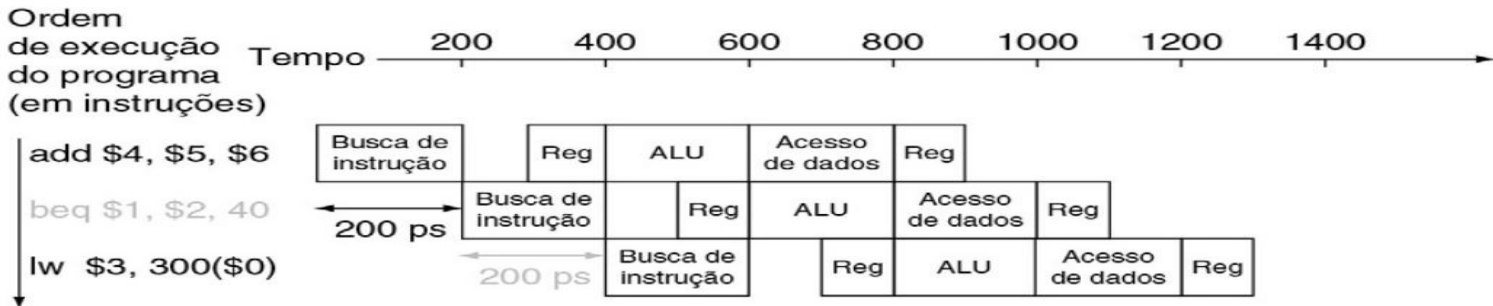 Ordem
de execução
do programa
(em instruções)
Tempo 200 400 600 800 1000 1200 1400
add $4, $5, $6
Busca de
instrução
Reg
ALU
Acesso
de dados
Reg
beq $1, $2, 40
200 ps
Busca de
instrução
Reg
ALU
Acesso
de dados
Reg
lw $3, 300($0)
200 ps
Busca de
instrução
Reg
ALU
Acesso
de dados
Reg